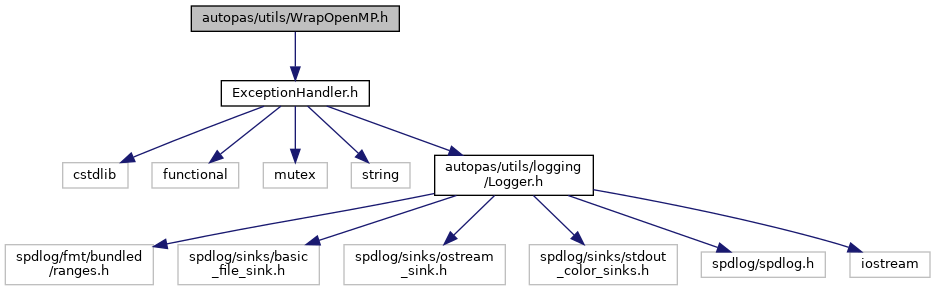 autopas/utils/WrapOpenMP.h
ExceptionHandler.h
cstdlib
functional
mutex
string
autopas/utils/logging
/Logger.h
spdlog/fmt/bundled
/ranges.h
spdlog/sinks/basic
_file_sink.h
spdlog/sinks/ostream
_sink.h
spdlog/sinks/stdout
_color_sinks.h
spdlog/spdlog.h
iostream